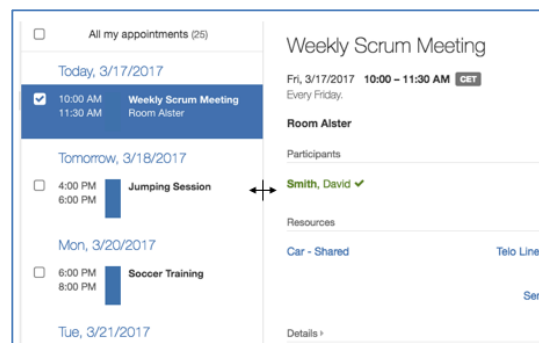 All my appointments (25)
Today, 3/17/2017
10:00 AM Weekly Scrum Meeting
11:30 AM Room Alster
Tomorrow, 3/18/2017
4:00 PM Jumping Session
6:00 PM
Mon, 3/20/2017
6:00 PM Soccer Training
8:00 PM
Tue, 3/21/2017
Weekly Scrum Meeting
Fri, 3/17/2017 10:00 – 11:30 AM CET
Every Friday.
Room Alster
Participants
Smith, David ✔
Resources
Car - Shared Telo Line
Ser
Details